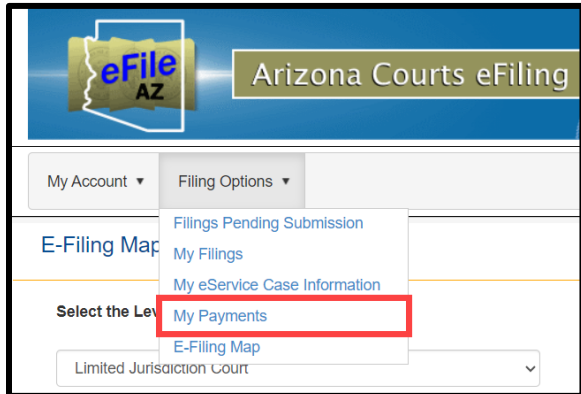 eFile
AZ
Arizona Courts eFiling
My Account ▼ Filing Options ▼
Filings Pending Submission
E-Filing Map
My Filings
My eService Case Information
Select the Lev
My Payments
E-Filing Map
Limited Jurisdiction Court